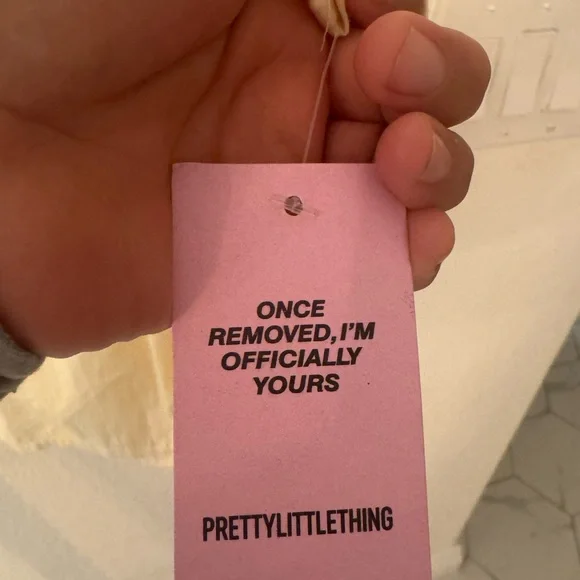 ONCE
REMOVED, I'M
OFFICIALLY
YOURS
PRETTYLITTLETHING